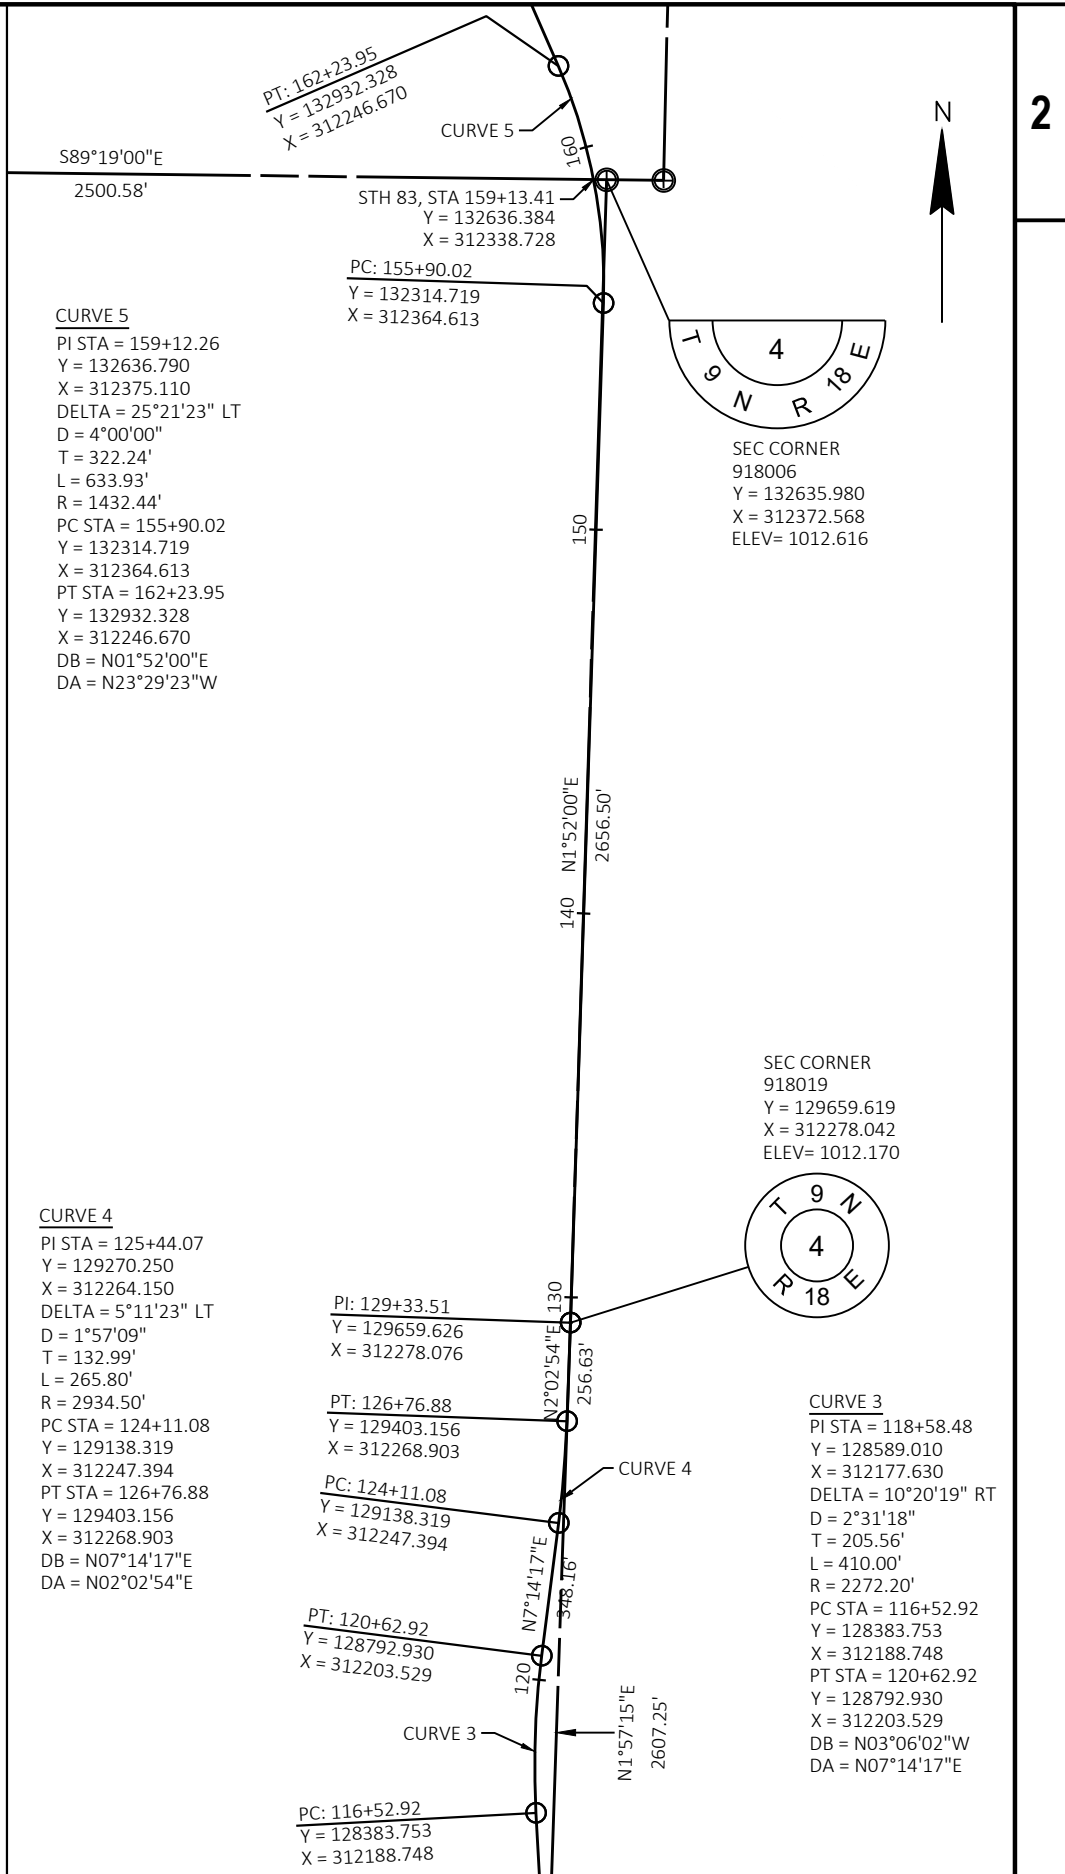 2
N
PT: 162+23.95
Y = 132932.328
X = 312246.670
CURVE 5
160
S89°19'00"E
2500.58'
STH 83, STA 159+13.41
Y = 132636.384
X = 312338.728
PC: 155+90.02
Y = 132314.719
X = 312364.613
CURVE 5
PI STA = 159+12.26
Y = 132636.790
X = 312375.110
DELTA = 25°21'23" LT
D = 4°00'00"
T = 322.24'
L = 633.93'
R = 1432.44'
PC STA = 155+90.02
Y = 132314.719
X = 312364.613
PT STA = 162+23.95
Y = 132932.328
X = 312246.670
DB = N01°52'00"E
DA = N23°29'23"W
4
T 9 N R 18 E
SEC CORNER
918006
Y = 132635.980
X = 312372.568
ELEV= 1012.616
150
N1°52'00"E
2656.50'
140
SEC CORNER
918019
Y = 129659.619
X = 312278.042
ELEV= 1012.170
T 9 N
4
R 18 E
CURVE 4
PI STA = 125+44.07
Y = 129270.250
X = 312264.150
DELTA = 5°11'23" LT
D = 1°57'09"
T = 132.99'
L = 265.80'
R = 2934.50'
PC STA = 124+11.08
Y = 129138.319
X = 312247.394
PT STA = 126+76.88
Y = 129403.156
X = 312268.903
DB = N07°14'17"E
DA = N02°02'54"E
130
PI: 129+33.51
Y = 129659.626
X = 312278.076
N2°02'54"E
256.63'
PT: 126+76.88
Y = 129403.156
X = 312268.903
CURVE 4
PC: 124+11.08
Y = 129138.319
X = 312247.394
N7°14'17"E
348.16'
PT: 120+62.92
Y = 128792.930
X = 312203.529
120
CURVE 3
N1°57'15"E
2607.25'
PC: 116+52.92
Y = 128383.753
X = 312188.748
CURVE 3
PI STA = 118+58.48
Y = 128589.010
X = 312177.630
DELTA = 10°20'19" RT
D = 2°31'18"
T = 205.56'
L = 410.00'
R = 2272.20'
PC STA = 116+52.92
Y = 128383.753
X = 312188.748
PT STA = 120+62.92
Y = 128792.930
X = 312203.529
DB = N03°06'02"W
DA = N07°14'17"E